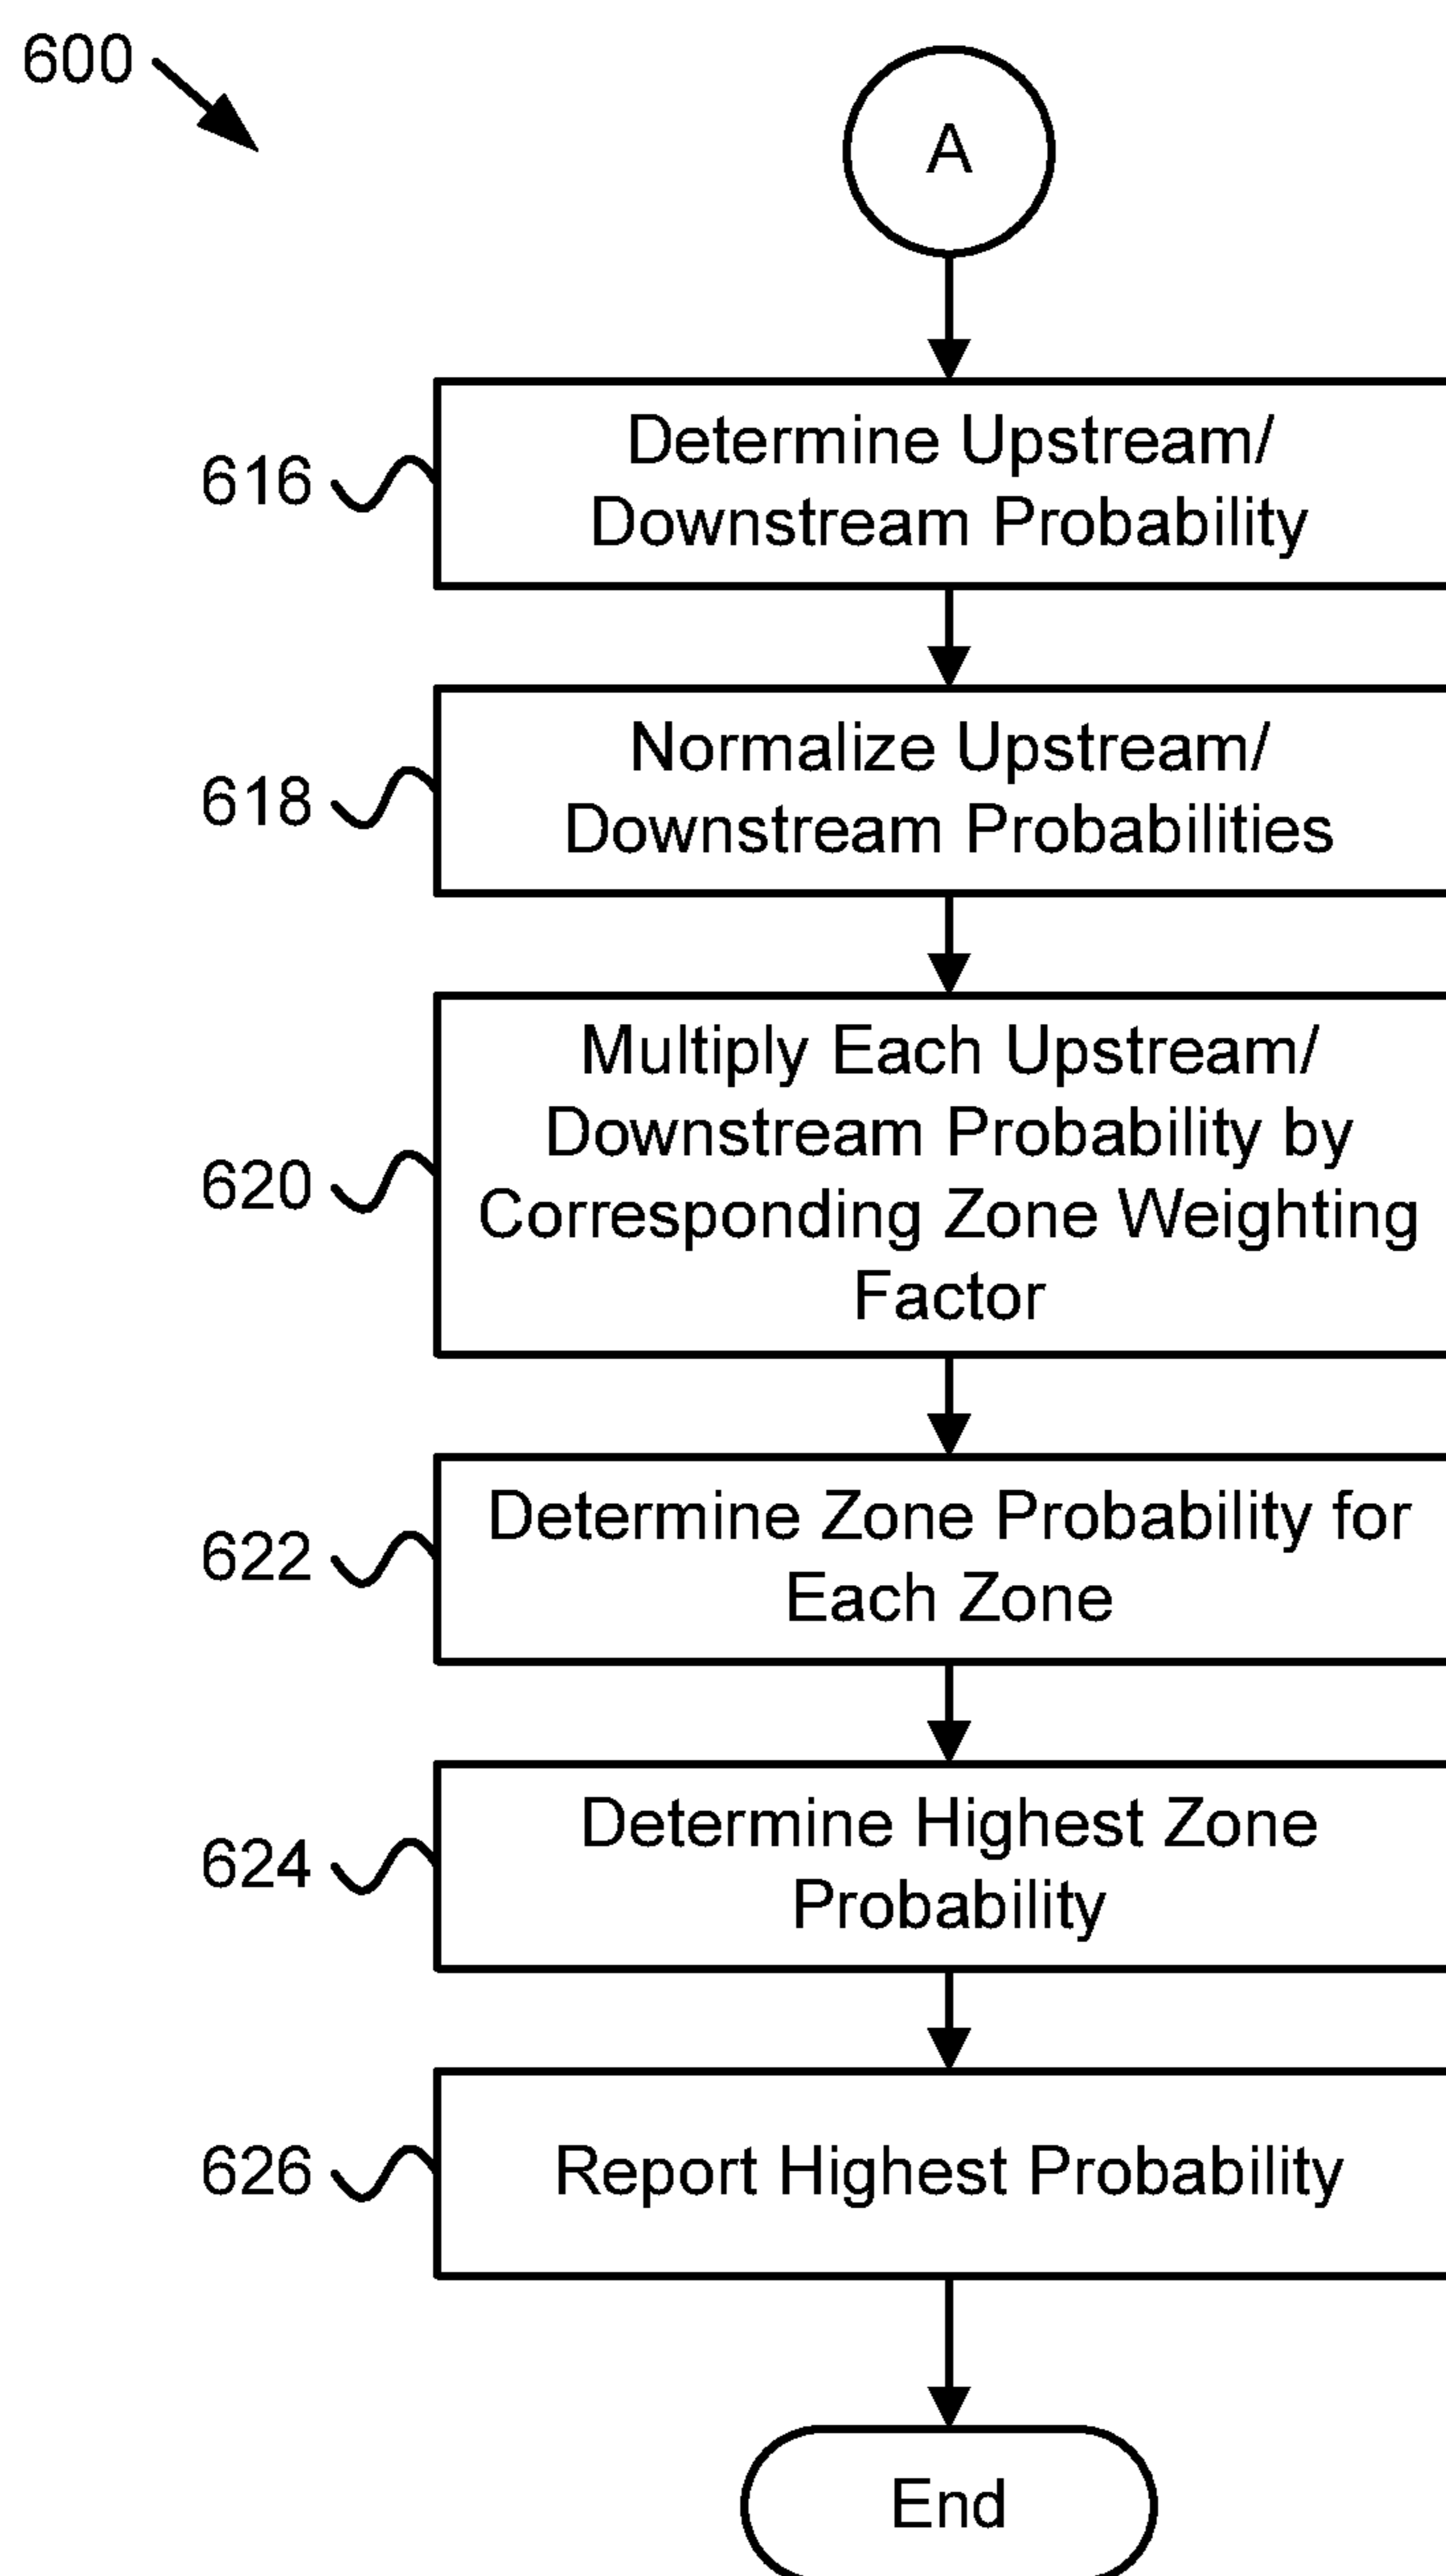 600
A
616
Determine Upstream/
Downstream Probability
618
Normalize Upstream/
Downstream Probabilities
620
Multiply Each Upstream/
Downstream Probability by
Corresponding Zone Weighting
Factor
622
Determine Zone Probability for
Each Zone
624
Determine Highest Zone
Probability
626
Report Highest Probability
End